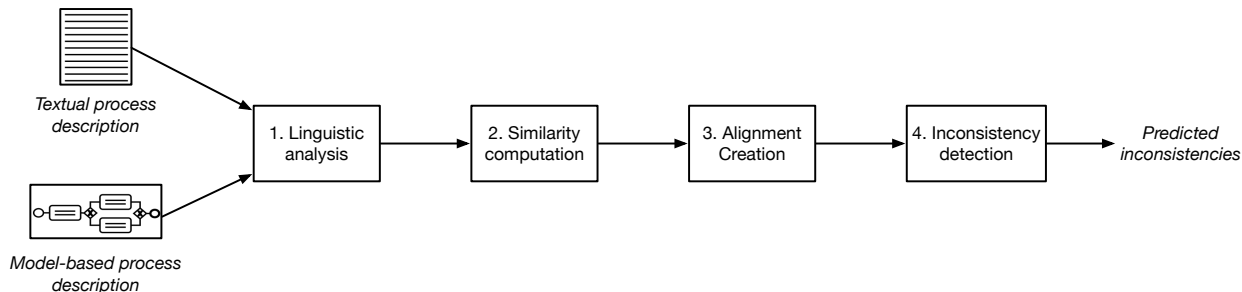 Textual process
description
1. Linguistic
analysis
2. Similarity
computation
3. Alignment
Creation
4. Inconsistency
detection
Predicted
inconsistencies
Model-based process
description